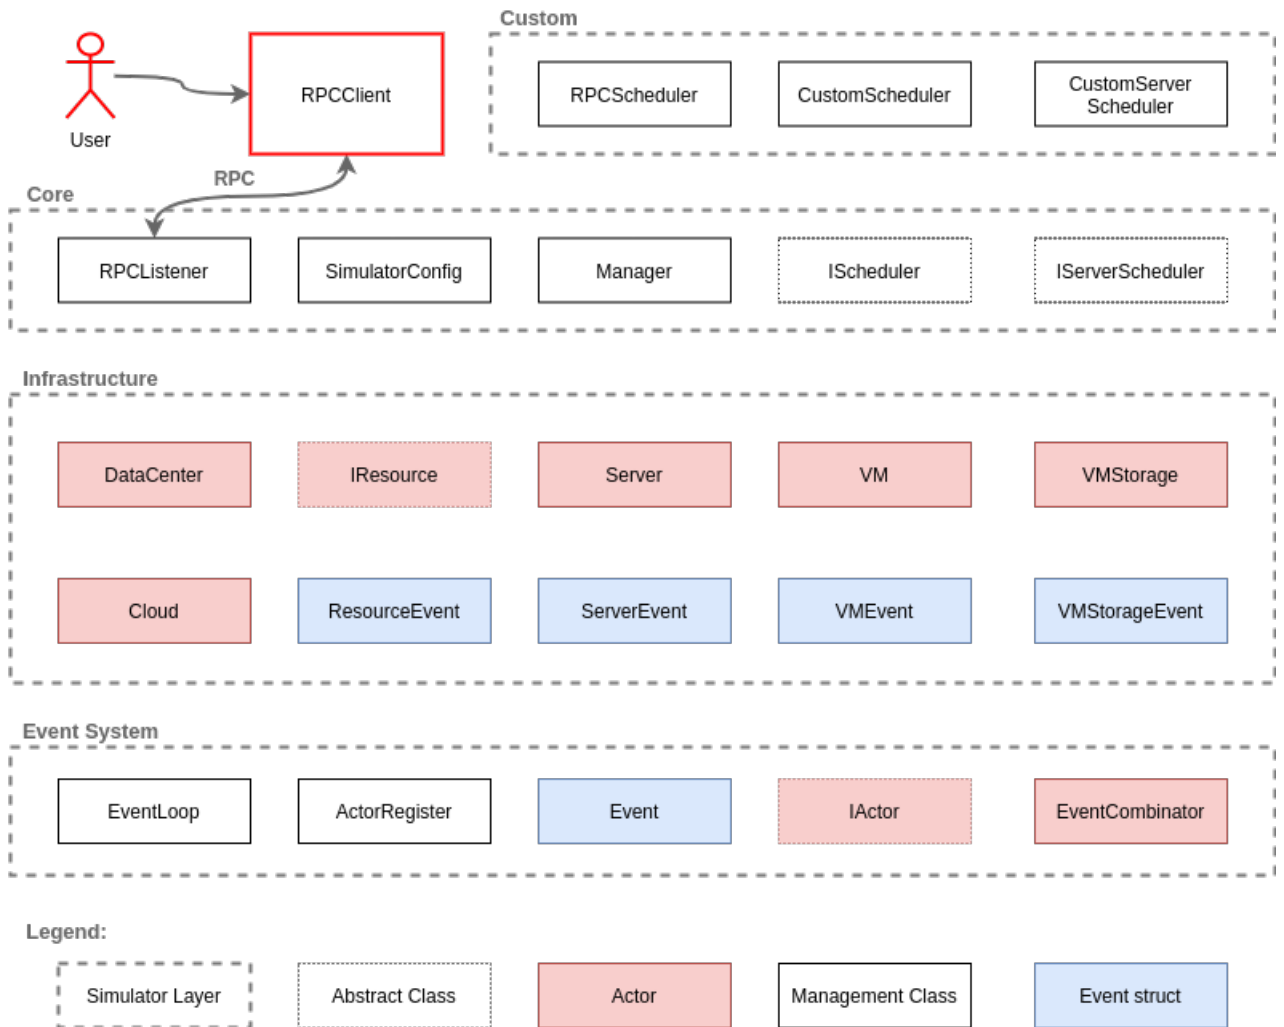 Custom
User
RPCClient
RPCScheduler
CustomScheduler
CustomServer
Scheduler
RPC
Core
RPCListener
SimulatorConfig
Manager
IScheduler
IServerScheduler
Infrastructure
DataCenter
IResource
Server
VM
VMStorage
Cloud
ResourceEvent
ServerEvent
VMEvent
VMStorageEvent
Event System
EventLoop
ActorRegister
Event
IActor
EventCombinator
Legend:
Simulator Layer
Abstract Class
Actor
Management Class
Event struct